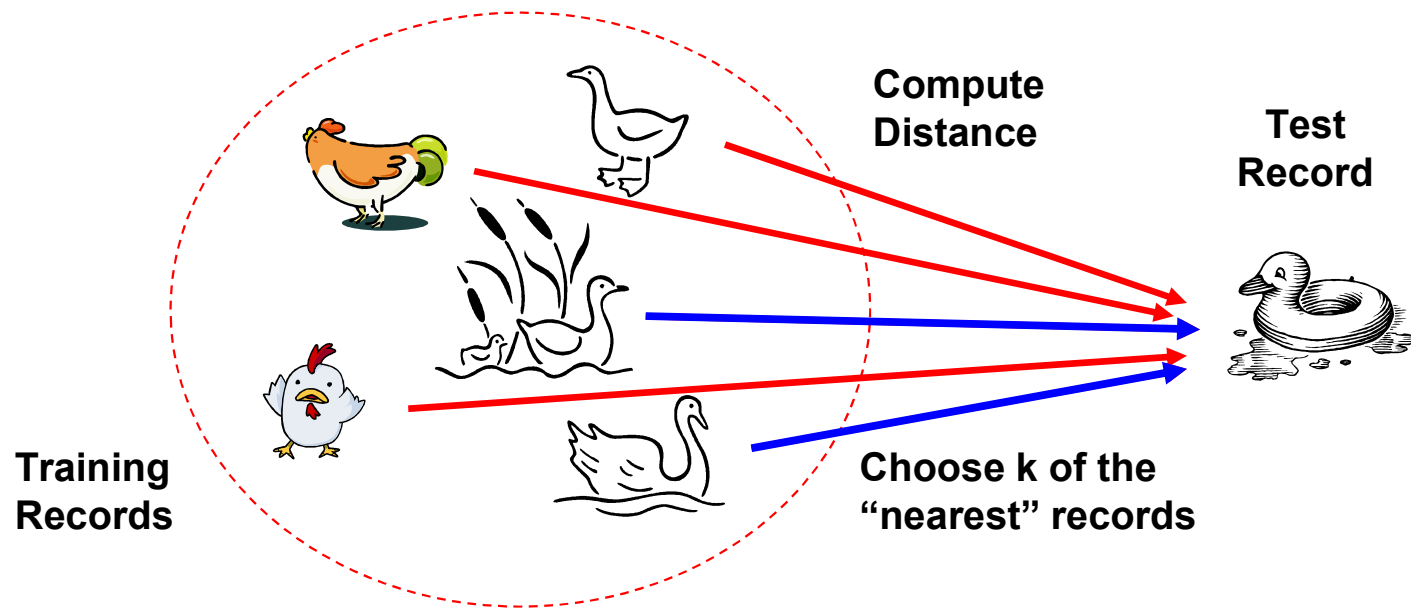 Compute
Distance
Test
Record
Training
Records
Choose k of the
“nearest” records